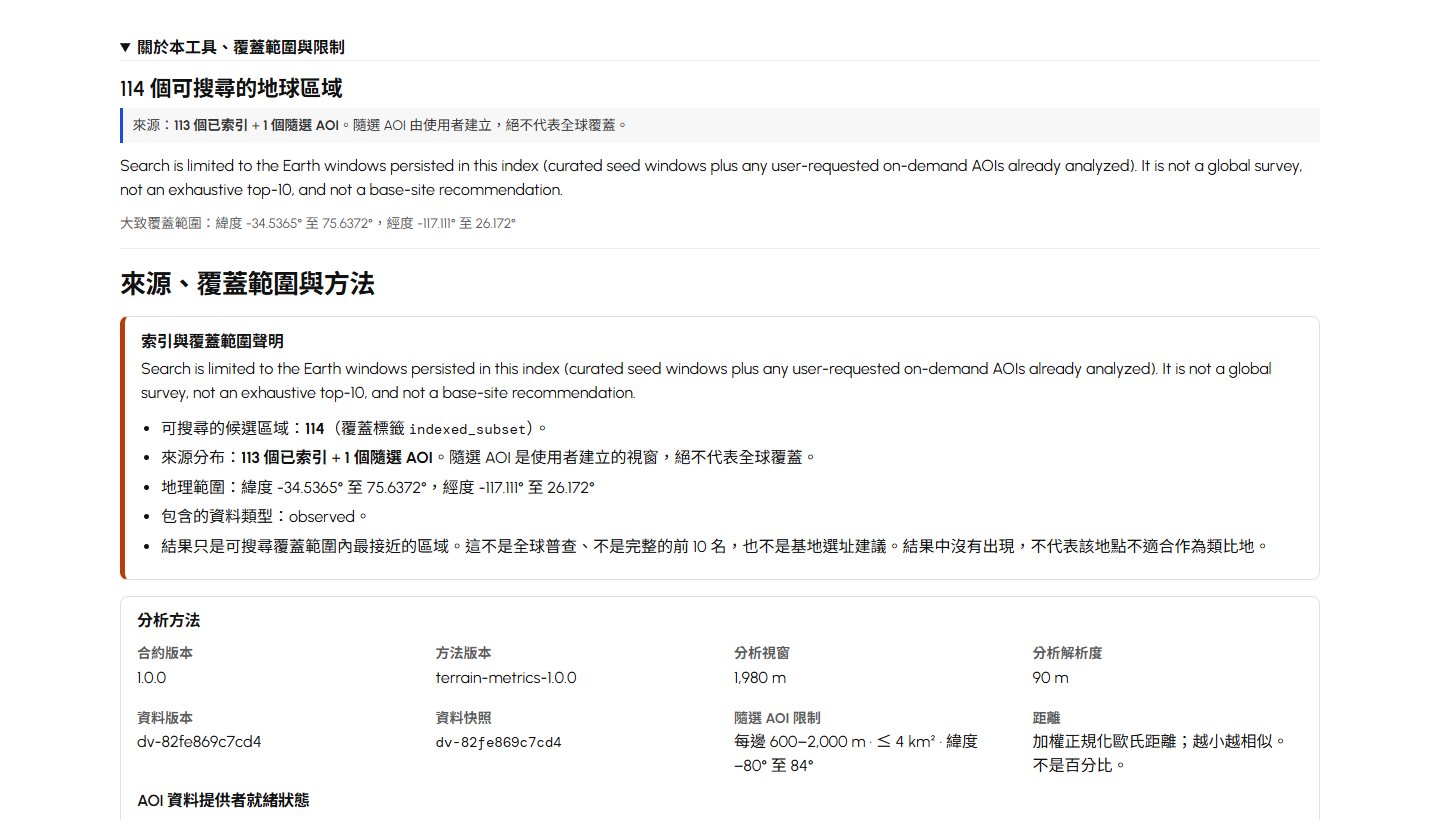 ▼ 關於本工具、覆蓋範圍與限制
114 個可搜尋的地球區域
來源：113 個已索引 + 1 個隨選 AOI。隨選 AOI 由使用者建立，絕不代表全球覆蓋。
Search is limited to the Earth windows persisted in this index (curated seed windows plus any user-requested on-demand AOIs already analyzed). It is not a global survey,
not an exhaustive top-10, and not a base-site recommendation.
大致覆蓋範圍：緯度 -34.5365° 至 75.6372°，經度 -117.111° 至 26.172°
來源、覆蓋範圍與方法
索引與覆蓋範圍聲明
Search is limited to the Earth windows persisted in this index (curated seed windows plus any user-requested on-demand AOIs already analyzed). It is not a global
survey, not an exhaustive top-10, and not a base-site recommendation.
• 可搜尋的候選區域：114（覆蓋標籤 indexed_subset）。
• 來源分布：113 個已索引 + 1 個隨選 AOI。隨選 AOI 是使用者建立的視窗，絕不代表全球覆蓋。
• 地理範圍：緯度 -34.5365° 至 75.6372°，經度 -117.111° 至 26.172°
• 包含的資料類型：observed。
• 結果只是可搜尋覆蓋範圍內最接近的區域。這不是全球普查、不是完整的前 10 名，也不是基地選址建議。結果中沒有出現，不代表該地點不適合作為類比地。
分析方法
合約版本
1.0.0
方法版本
terrain-metrics-1.0.0
分析視窗
1,980 m
分析解析度
90 m
資料版本
dv-82fe869c7cd4
資料快照
dv-82fe869c7cd4
隨選 AOI 限制
每邊 600–2,000 m · ≤ 4 km² · 緯度
−80° 至 84°
距離
加權正規化歐氏距離；越小越相似。
不是百分比。
AOI 資料提供者就緒狀態